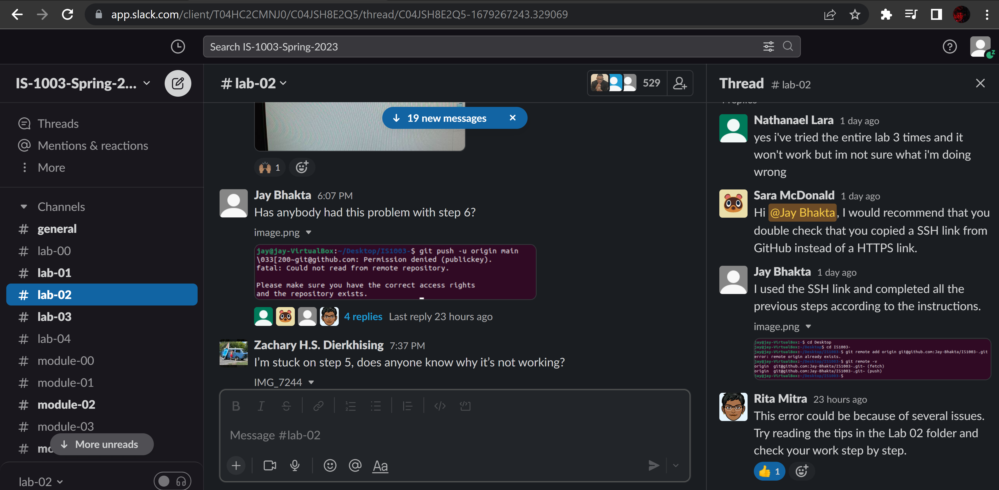 app.slack.com/client/T04HC2CMNJ0/C04JSH8E2Q5/thread/C04JSH8E2Q5-1679267243.329069
Search IS-1003-Spring-2023
IS-1003-Spring-2...
Threads
Mentions & reactions
More
Channels
# general
# lab-00
# lab-01
# lab-02
# lab-03
# lab-04
# module-00
# module-01
# module-02
# module-03
More unreads
lab-02
# lab-02
529
19 new messages
1
Jay Bhakta 6:07 PM
Has anybody had this problem with step 6?
image.png
jay@jay-VirtualBox:~/Desktop/IS1003-$ git push -u origin main
\033[200~git@github.com: Permission denied (publickey).
fatal: Could not read from remote repository.
Please make sure you have the correct access rights
and the repository exists.
4 replies Last reply 23 hours ago
Zachary H.S. Dierkhising 7:37 PM
I’m stuck on step 5, does anyone know why it’s not working?
IMG_7244
B I S
Message #lab-02
Aa
Thread # lab-02
Nathanael Lara 1 day ago
yes i've tried the entire lab 3 times and it
won't work but im not sure what i'm doing
wrong
Sara McDonald 1 day ago
Hi @Jay Bhakta, I would recommend that you
double check that you copied a SSH link from
GitHub instead of a HTTPS link.
Jay Bhakta 1 day ago
I used the SSH link and completed all the
previous steps according to the instructions.
image.png
jay@jay-VirtualBox:~$ cd Desktop
jay@jay-VirtualBox:~/Desktop$ cd IS1003-
jay@jay-VirtualBox:~/Desktop/IS1003-$ git remote add origin git@github.com:Jay-Bhakta/IS1003-.git
error: remote origin already exists.
jay@jay-VirtualBox:~/Desktop/IS1003-$ git remote -v
origin git@github.com:Jay-Bhakta/IS1003-.git~ (fetch)
origin git@github.com:Jay-Bhakta/IS1003-.git~ (push)
jay@jay-VirtualBox:~/Desktop/IS1003-$
Rita Mitra 23 hours ago
This error could be because of several issues.
Try reading the tips in the Lab 02 folder and
check your work step by step.
1